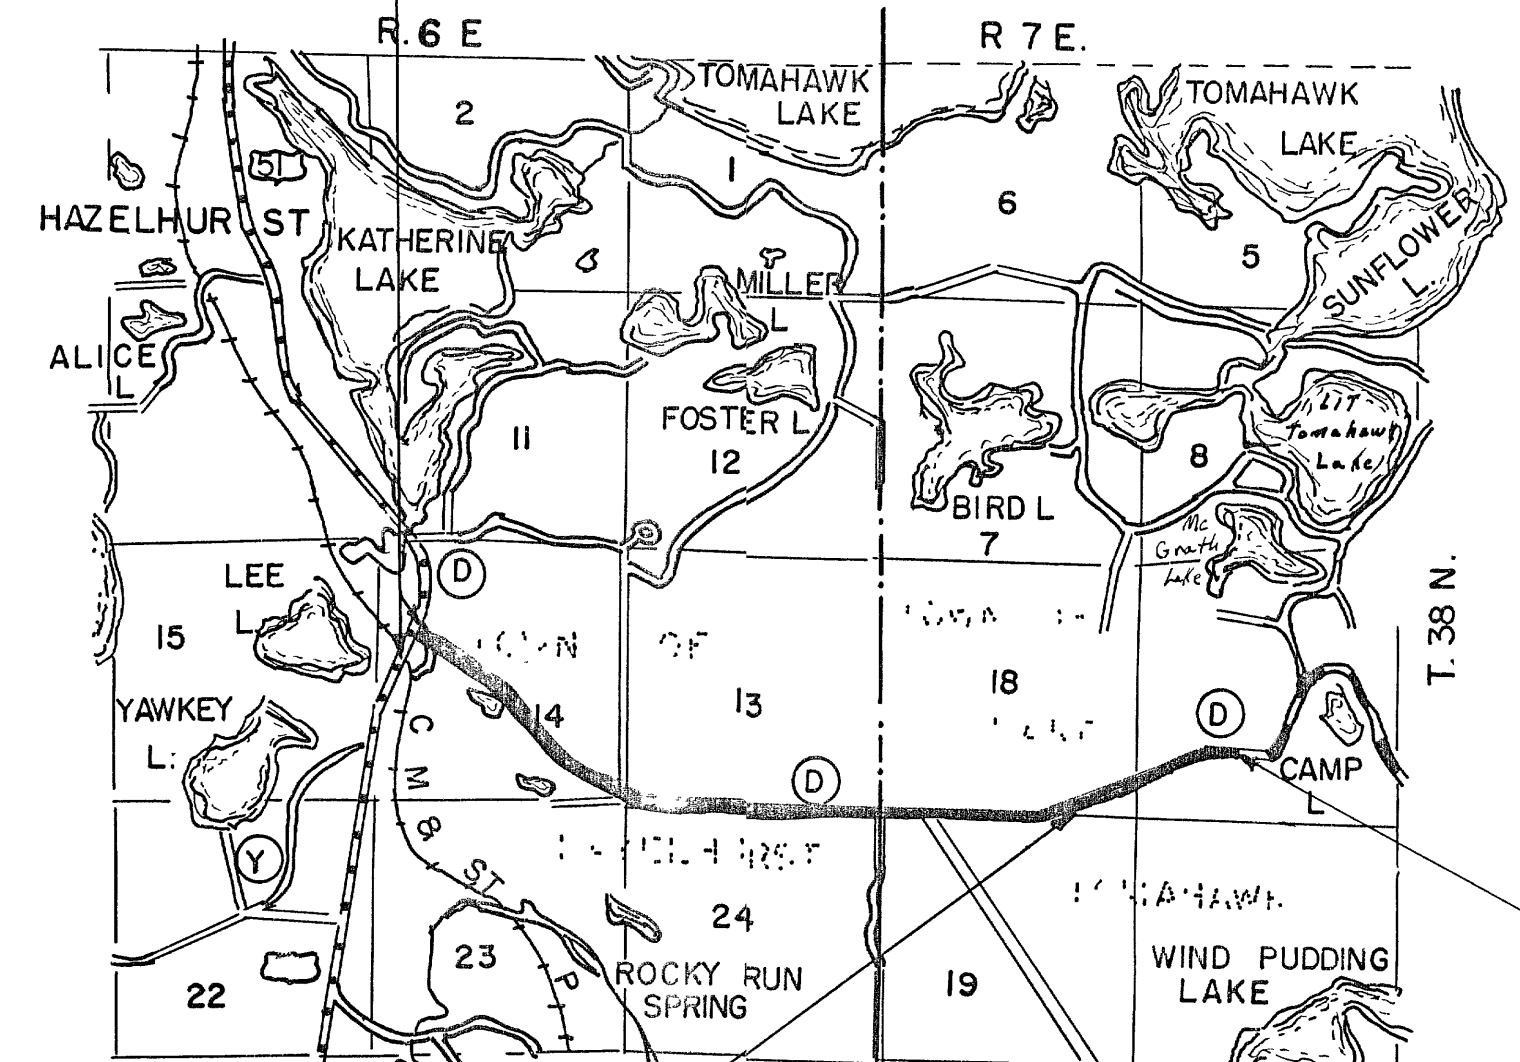 R. 6 E
R 7 E.
TOMAHAWK
LAKE
TOMAHAWK
LAKE
2
1
6
5
51
HAZELHURST
KATHERINE
LAKE
MILLER
L
SUNFLOWER
L.
ALICE
L
FOSTER L
11
12
8
LIT
Tomahawk
Lake
BIRD L
7
Mc
Grath
Lake
D
LEE
L.
T. 38 N.
15
OF
13
18
14
YAWKEY
L.
D
D
CAMP
L
C M & ST P
Y
24
23
22
19
ROCKY RUN
SPRING
WIND PUDDING
LAKE